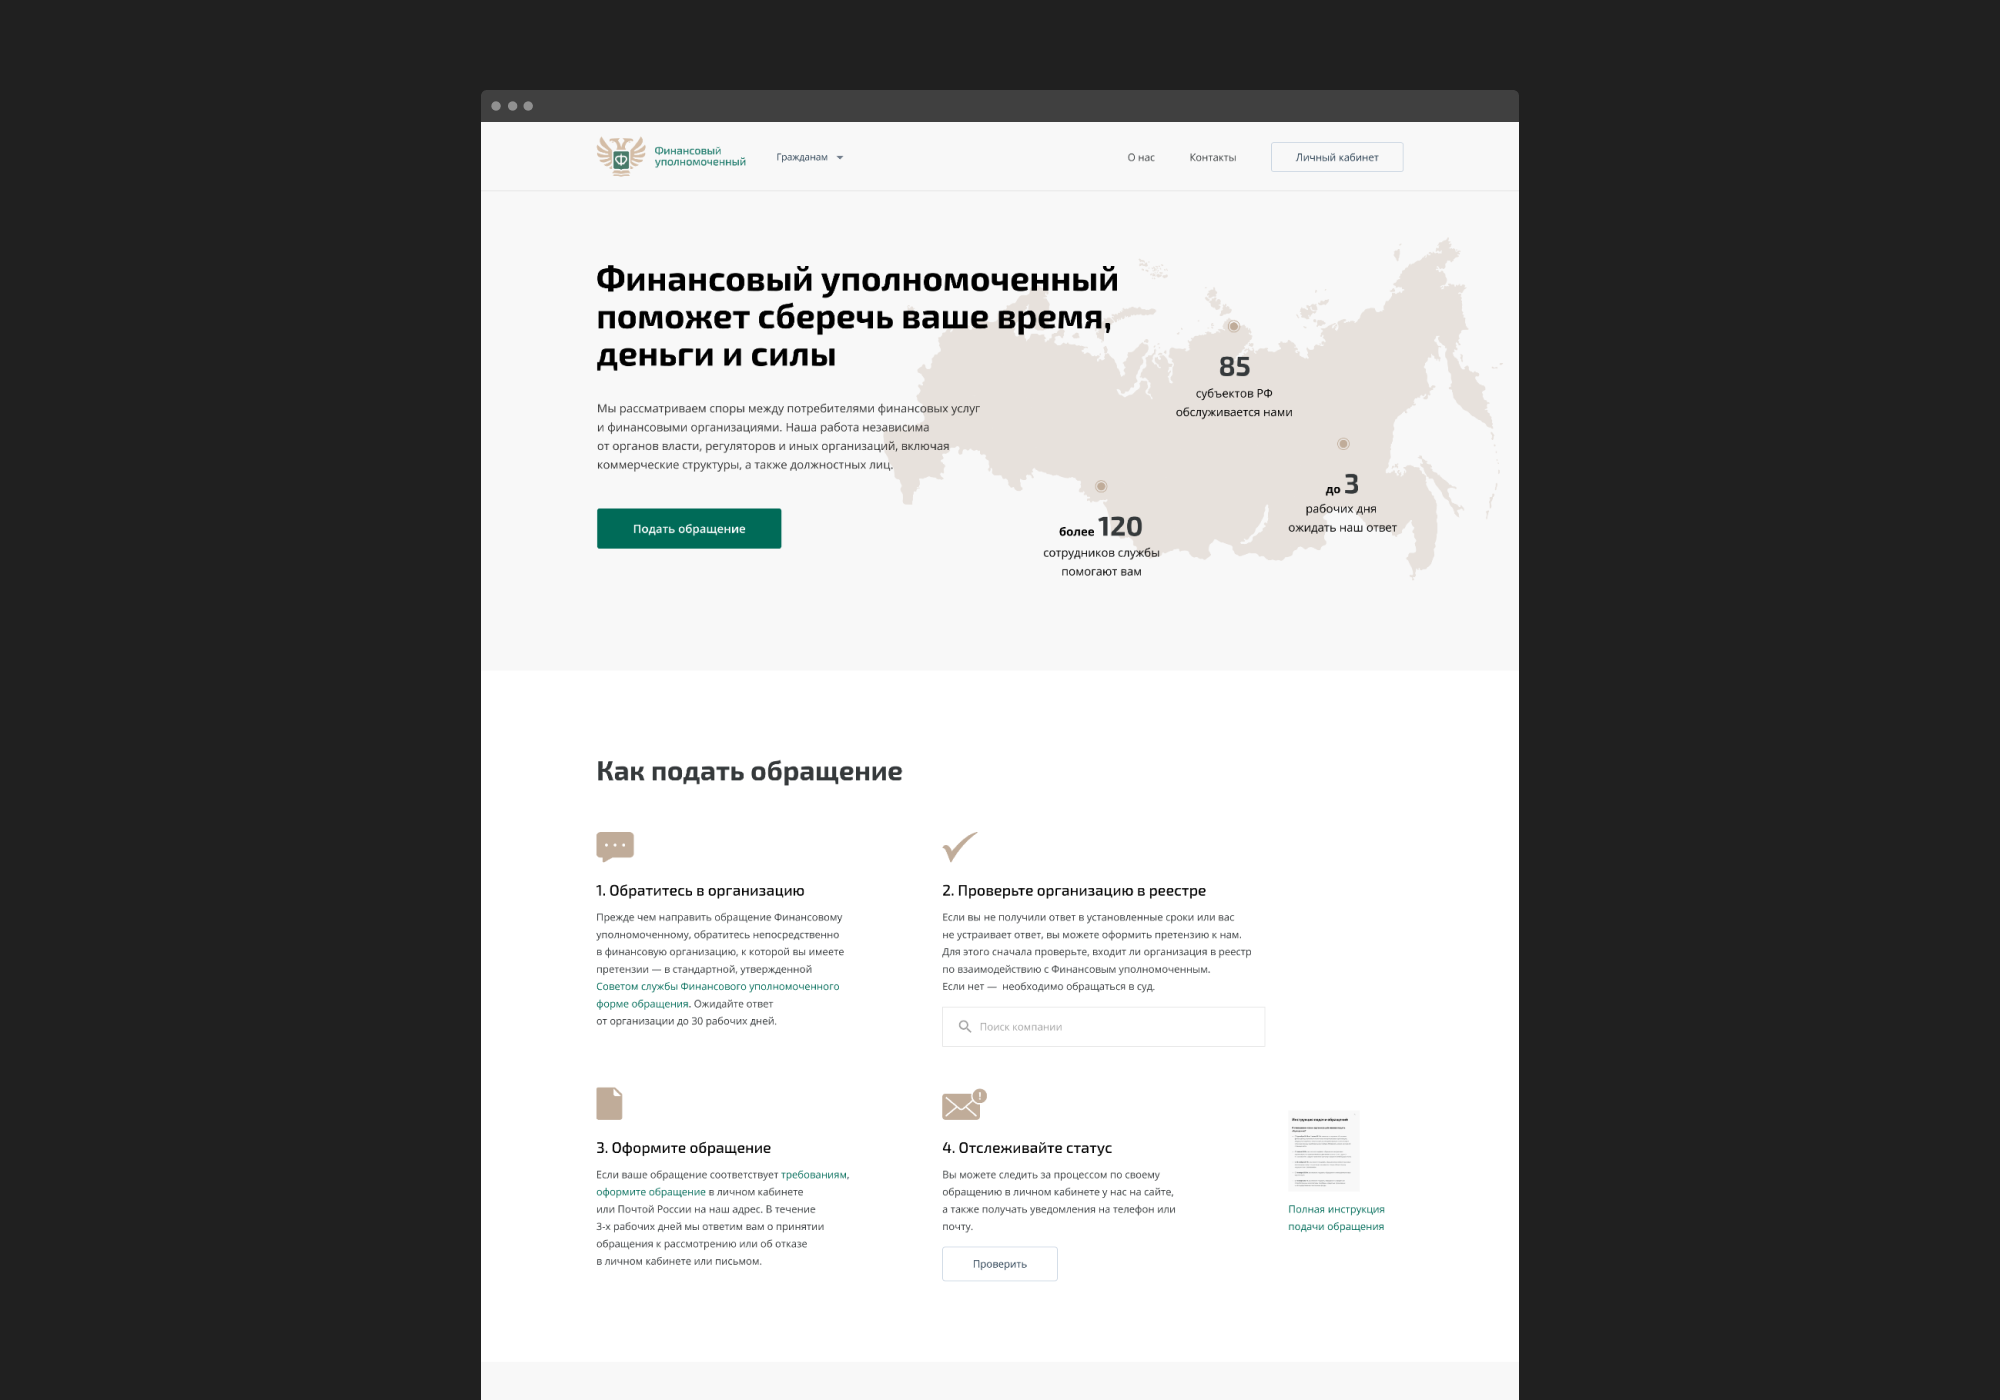 Финансовый
уполномоченный
Гражданам
О нас
Контакты
Личный кабинет
Финансовый уполномоченный
поможет сберечь ваше время,
деньги и силы
Мы рассматриваем споры между потребителями финансовых услуг
и финансовыми организациями. Наша работа независима
от органов власти, регуляторов и иных организаций, включая
коммерческие структуры, а также должностных лиц.
Подать обращение
85
субъектов РФ
обслуживается нами
до 3
рабочих дня
ожидать наш ответ
более 120
сотрудников службы
помогают вам
Как подать обращение
1. Обратитесь в организацию
Прежде чем направить обращение Финансовому
уполномоченному, обратитесь непосредственно
в финансовую организацию, к которой вы имеете
претензии — в стандартной, утвержденной
Советом службы Финансового уполномоченного
форме обращения. Ожидайте ответ
от организации до 30 рабочих дней.
2. Проверьте организацию в реестре
Если вы не получили ответ в установленные сроки или вас
не устраивает ответ, вы можете оформить претензию к нам.
Для этого сначала проверьте, входит ли организация в реестр
по взаимодействию с Финансовым уполномоченным.
Если нет — необходимо обращаться в суд.
Поиск компании
3. Оформите обращение
Если ваше обращение соответствует требованиям,
оформите обращение в личном кабинете
или Почтой России на наш адрес. В течение
3-х рабочих дней мы ответим вам о принятии
обращения к рассмотрению или об отказе
в личном кабинете или письмом.
4. Отслеживайте статус
Вы можете следить за процессом по своему
обращению в личном кабинете у нас на сайте,
а также получать уведомления на телефон или
почту.
Проверить
Полная инструкция
подачи обращения